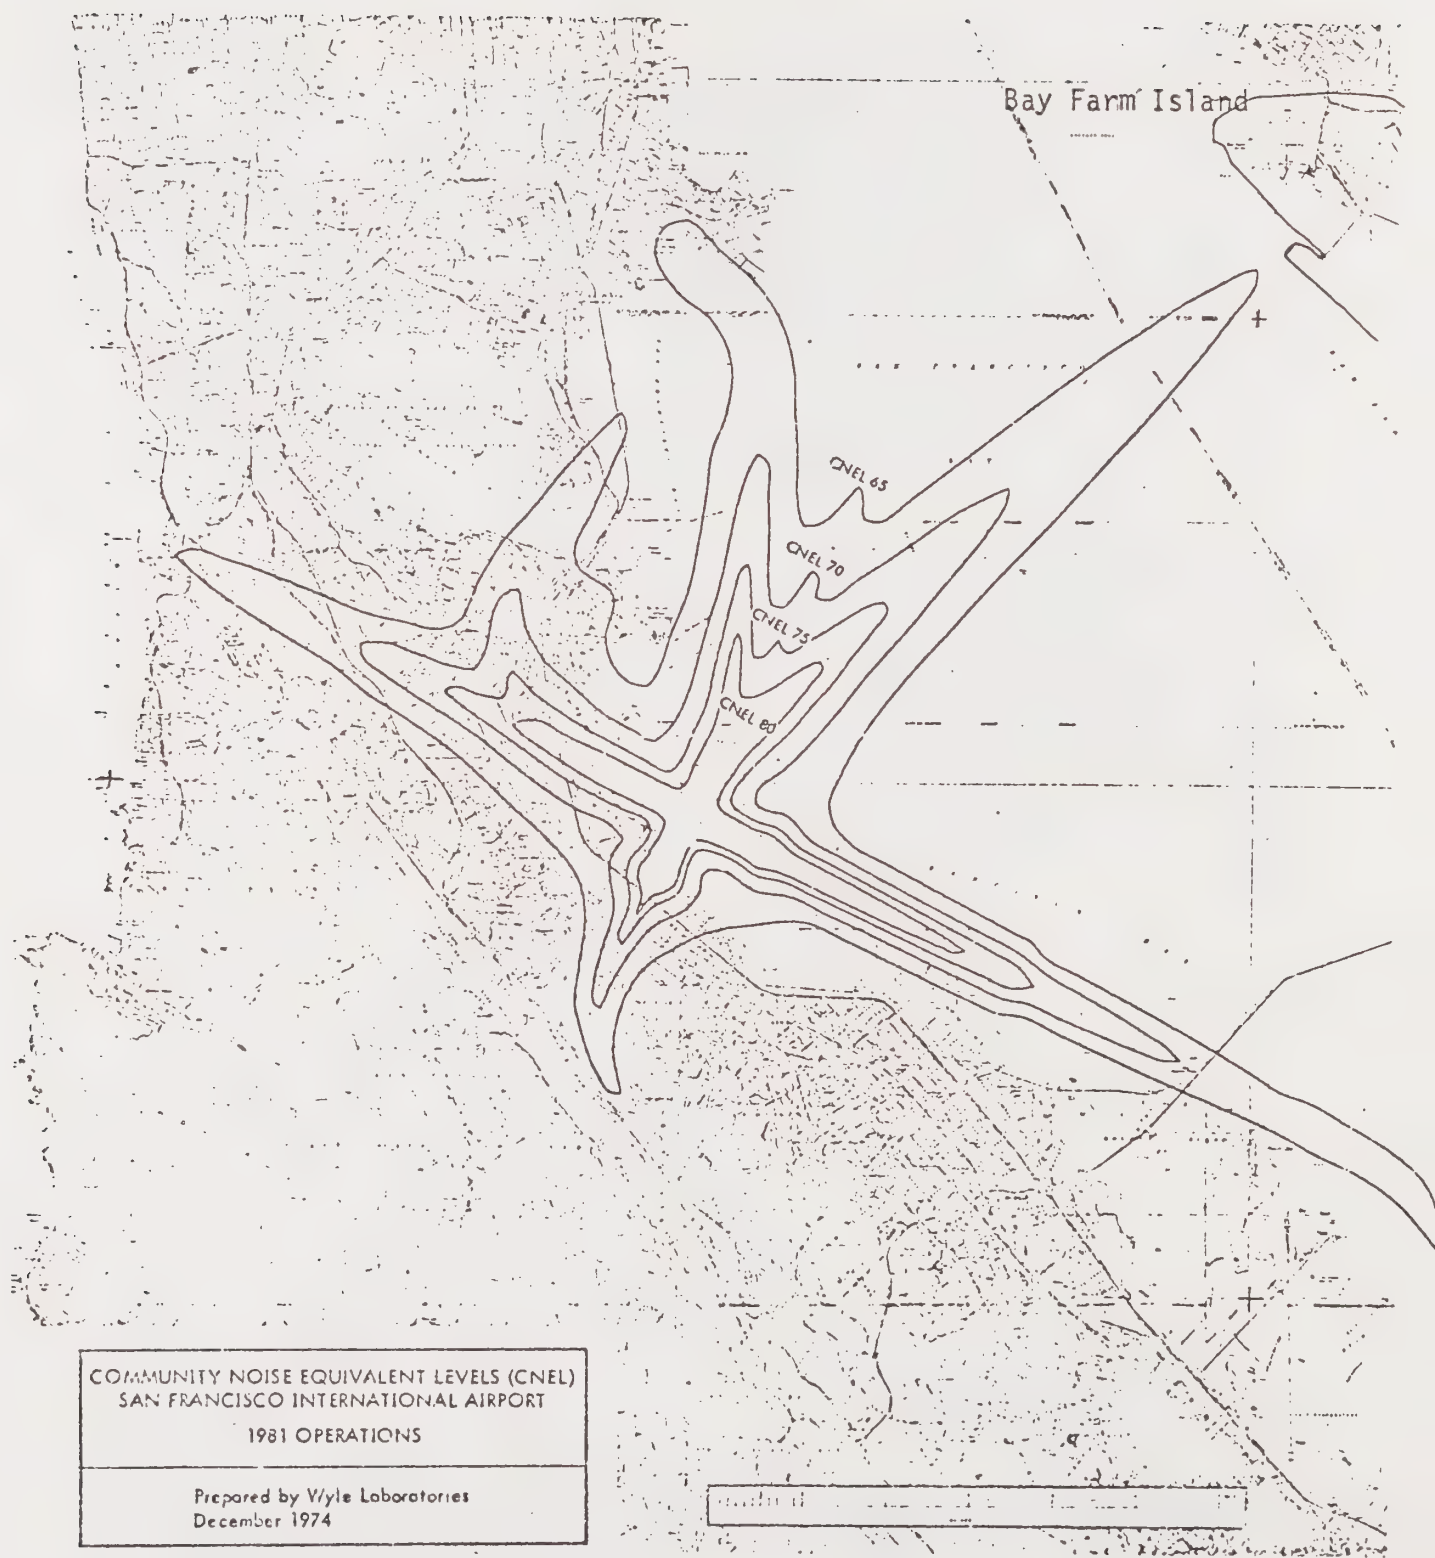 Bay Farm Island
CNEL 65
CNEL 70
CNEL 75
CNEL 80
COMMUNITY NOISE EQUIVALENT LEVELS (CNEL)
SAN FRANCISCO INTERNATIONAL AIRPORT
1981 OPERATIONS
Prepared by Wyle Laboratories
December 1974